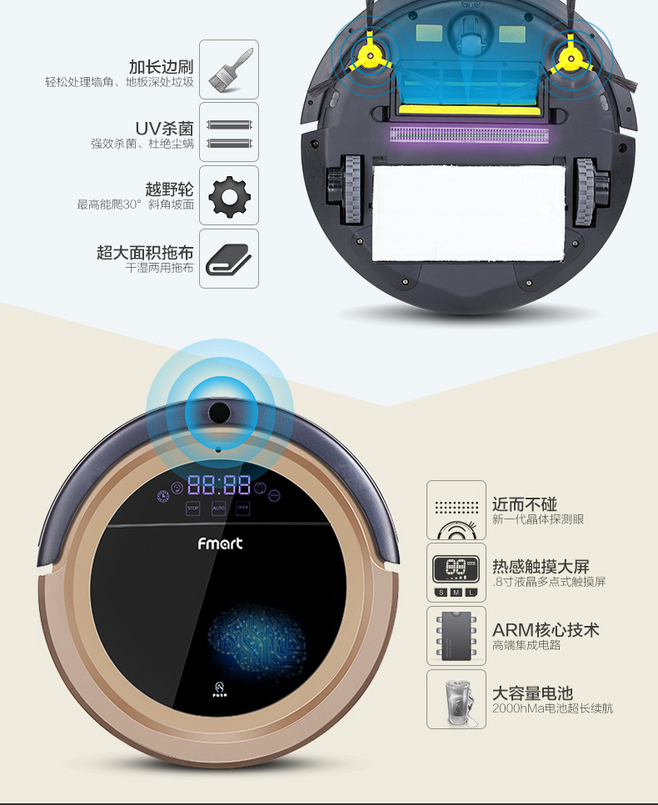 加长边刷
轻松处理墙角、地板深处垃圾
UV杀菌
强效杀菌、杜绝尘螨
越野轮
最高能爬30°斜角坡面
超大面积拖布
干湿两用拖布
88:88
STOP
AUTO
Fmart
PUSH
近而不碰
新一代晶体探测眼
热感触摸大屏
.8寸液晶多点式触摸屏
S M L
ARM核心技术
高端集成电路
大容量电池
2000hMa电池超长续航